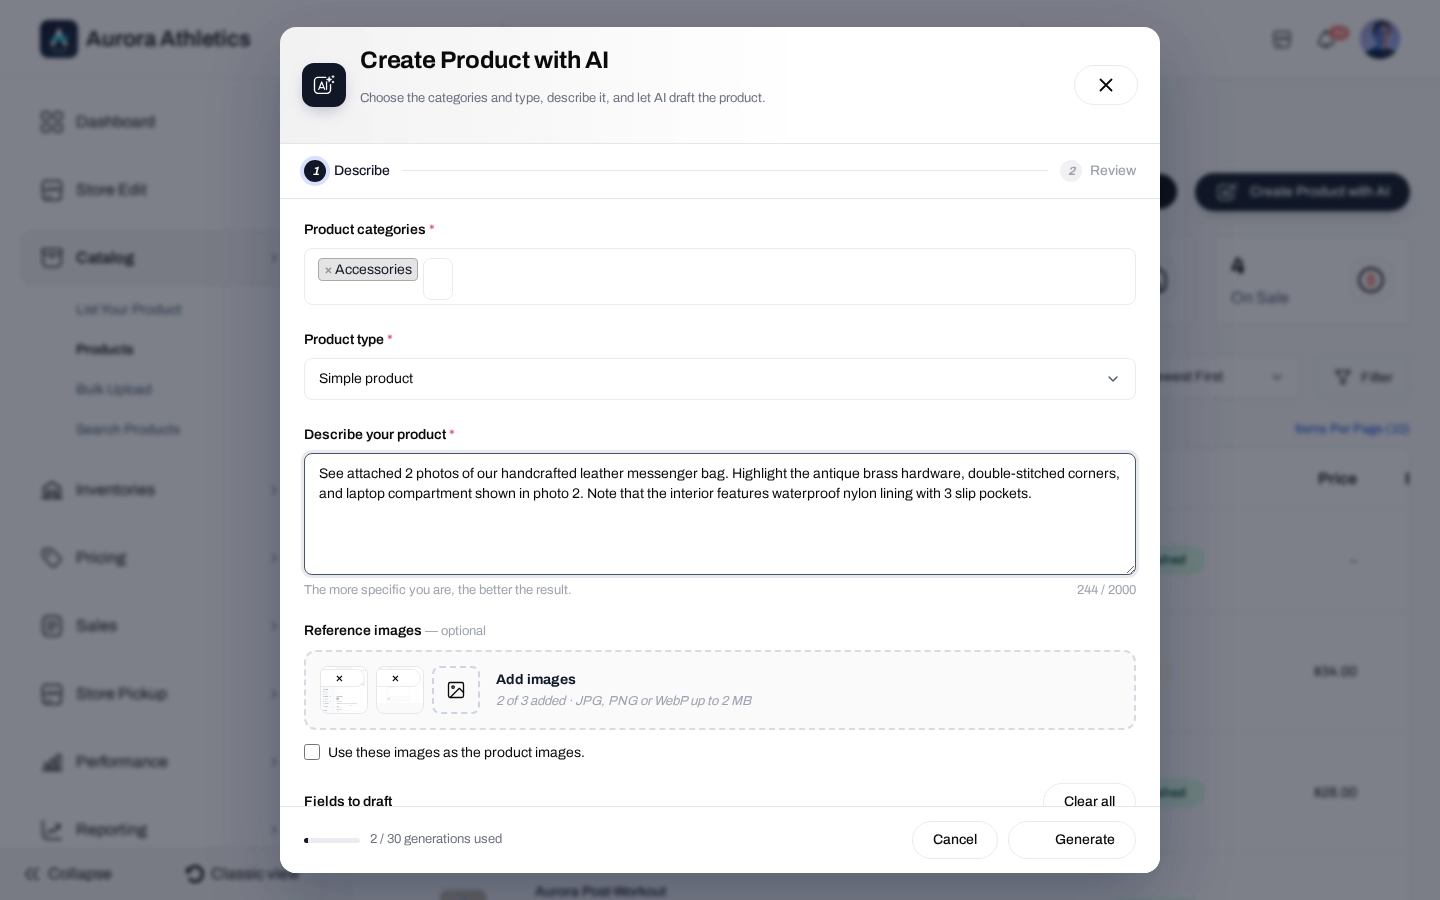 Aurora Athletics
Create Product with AI
Choose the categories and type, describe it, and let AI draft the product.
AI
1 Describe
2 Review
Product categories *
× Accessories
Product type *
Simple product
Describe your product *
See attached 2 photos of our handcrafted leather messenger bag. Highlight the antique brass hardware, double-stitched corners,
and laptop compartment shown in photo 2. Note that the interior features waterproof nylon lining with 3 slip pockets.
The more specific you are, the better the result.
244 / 2000
Reference images — optional
Add images
2 of 3 added · JPG, PNG or WebP up to 2 MB
Use these images as the product images.
Fields to draft
Clear all
2 / 30 generations used
Cancel
Generate
Dashboard
Store Edit
Catalog
List Your Product
Products
Bulk Upload
Search Products
Inventories
Pricing
Sales
Store Pickup
Performance
Reporting
Collapse
Classic view
Create Product with AI
4
On Sale
Filter
Items Per Page (10)
Price
Aurora Post-Workout